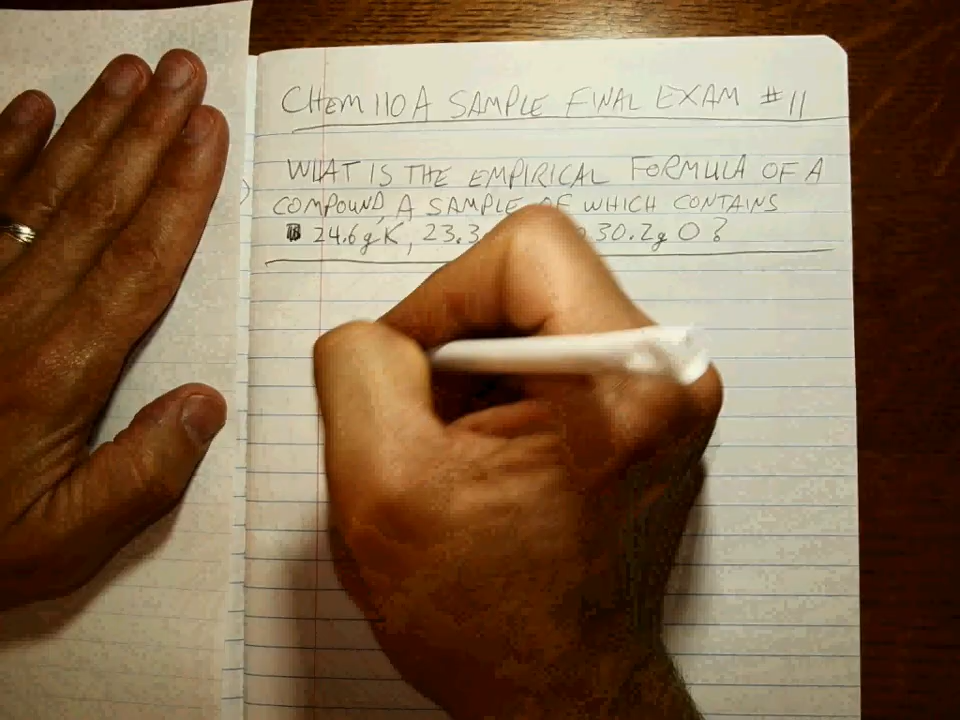 CHEM 110A SAMPLE FINAL EXAM #11
WHAT IS THE EMPIRICAL FORMULA OF A
COMPOUND, A SAMPLE OF WHICH CONTAINS
24.6g K, 23.3 30.2g O?